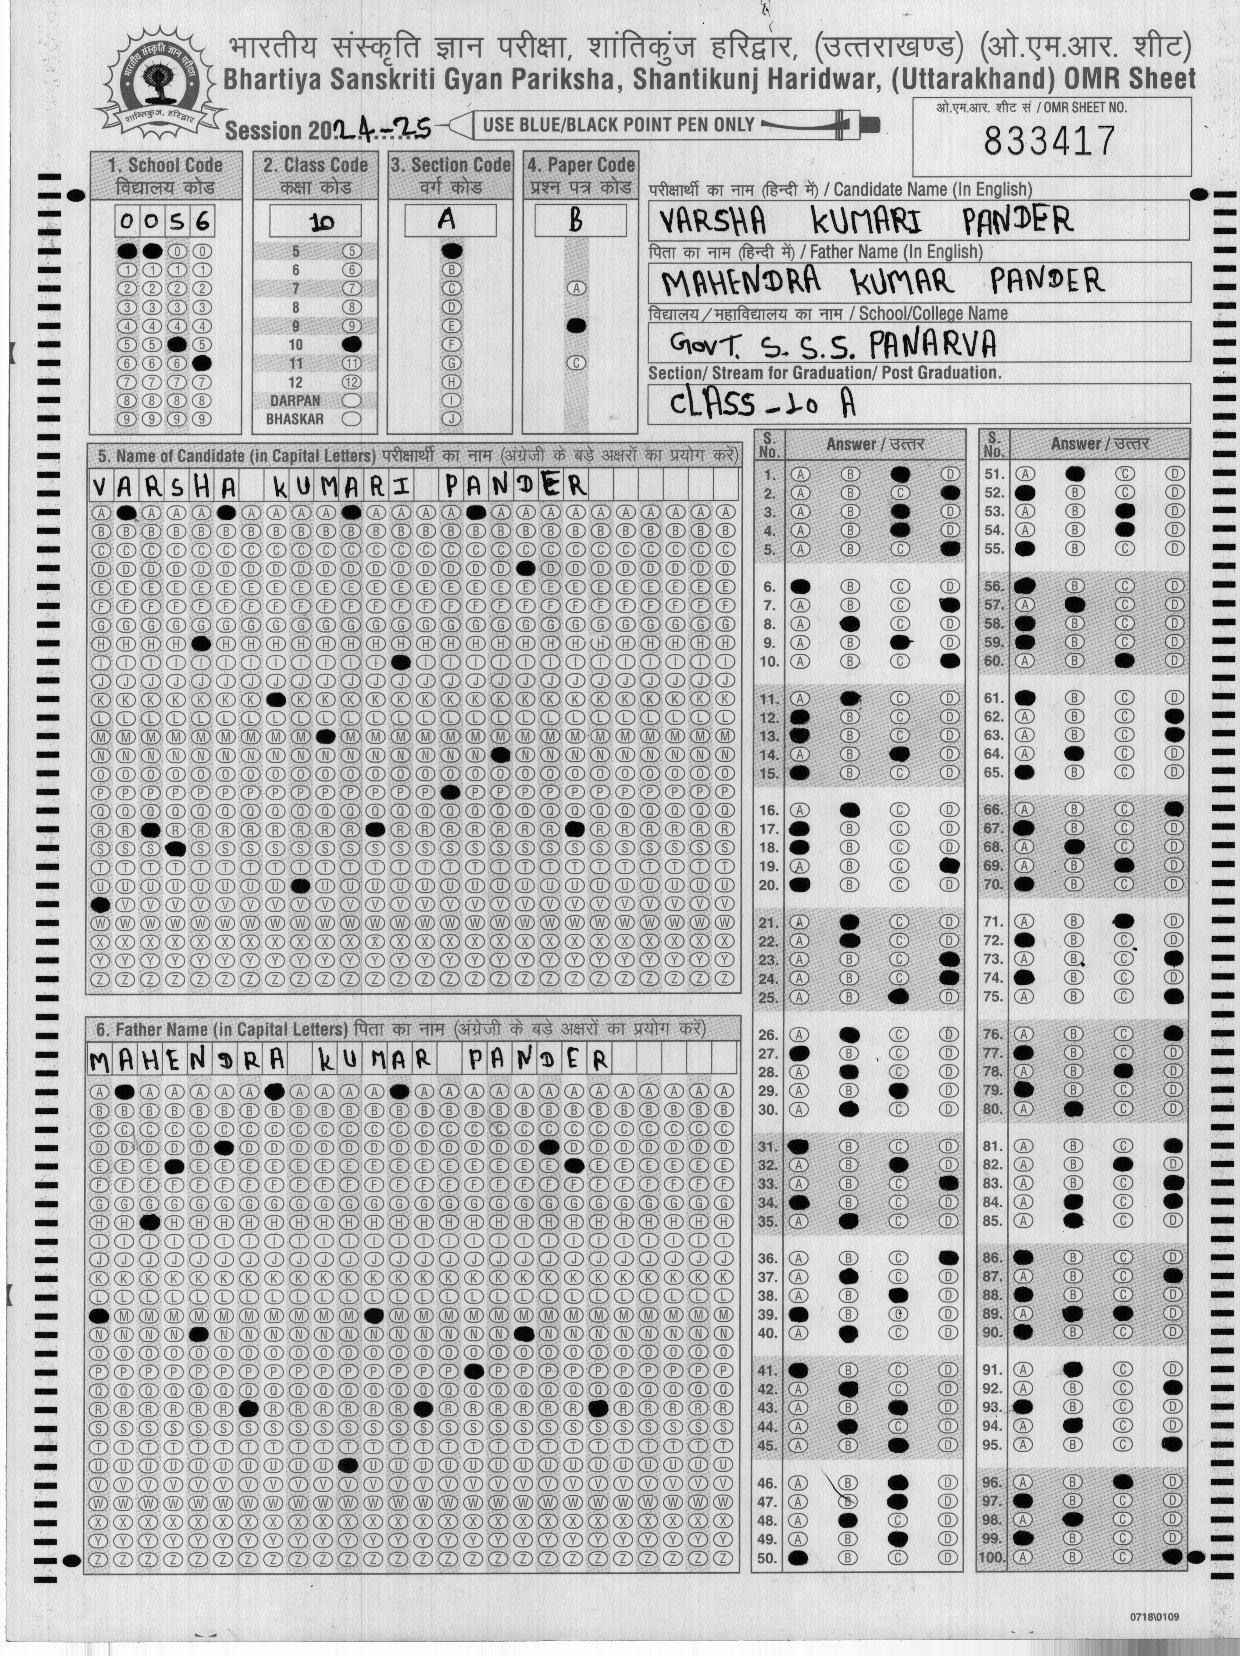 भारतीय संस्कृति ज्ञान परीक्षा, शांतिकुंज हरिद्वार, (उत्तराखण्ड) (ओ.एम.आर. शीट)
Bhartiya Sanskriti Gyan Pariksha, Shantikunj Haridwar, (Uttarakhand) OMR Sheet
Session 2024-25
USE BLUE/BLACK POINT PEN ONLY
ओ.एम.आर. शीट सं / OMR SHEET NO.
833417
1. School Code
विद्यालय कोड
0056
2. Class Code
कक्षा कोड
10
5
6
7
8
9
10
11
12
DARPAN
BHASKAR
3. Section Code
वर्ग कोड
A
4. Paper Code
प्रश्न पत्र कोड
B
परीक्षार्थी का नाम (हिन्दी में) / Candidate Name (In English)
VARSHA KUMARI PANDER
पिता का नाम (हिन्दी में) / Father Name (In English)
MAHENDRA KUMAR PANDER
विद्यालय/महाविद्यालय का नाम / School/College Name
GOVT. S. S. S. PANARVA
Section/ Stream for Graduation/ Post Graduation.
CLASS - 10 A
5. Name of Candidate (in Capital Letters) परीक्षार्थी का नाम (अंग्रेजी के बड़े अक्षरों का प्रयोग करें)
VARSHA KUMARI PANDER
6. Father Name (in Capital Letters) पिता का नाम (अंग्रेजी के बड़े अक्षरों का प्रयोग करें)
MAHENDRA KUMAR PANDER
S. No. Answer / उत्तर
S. No. Answer / उत्तर
0718\0109